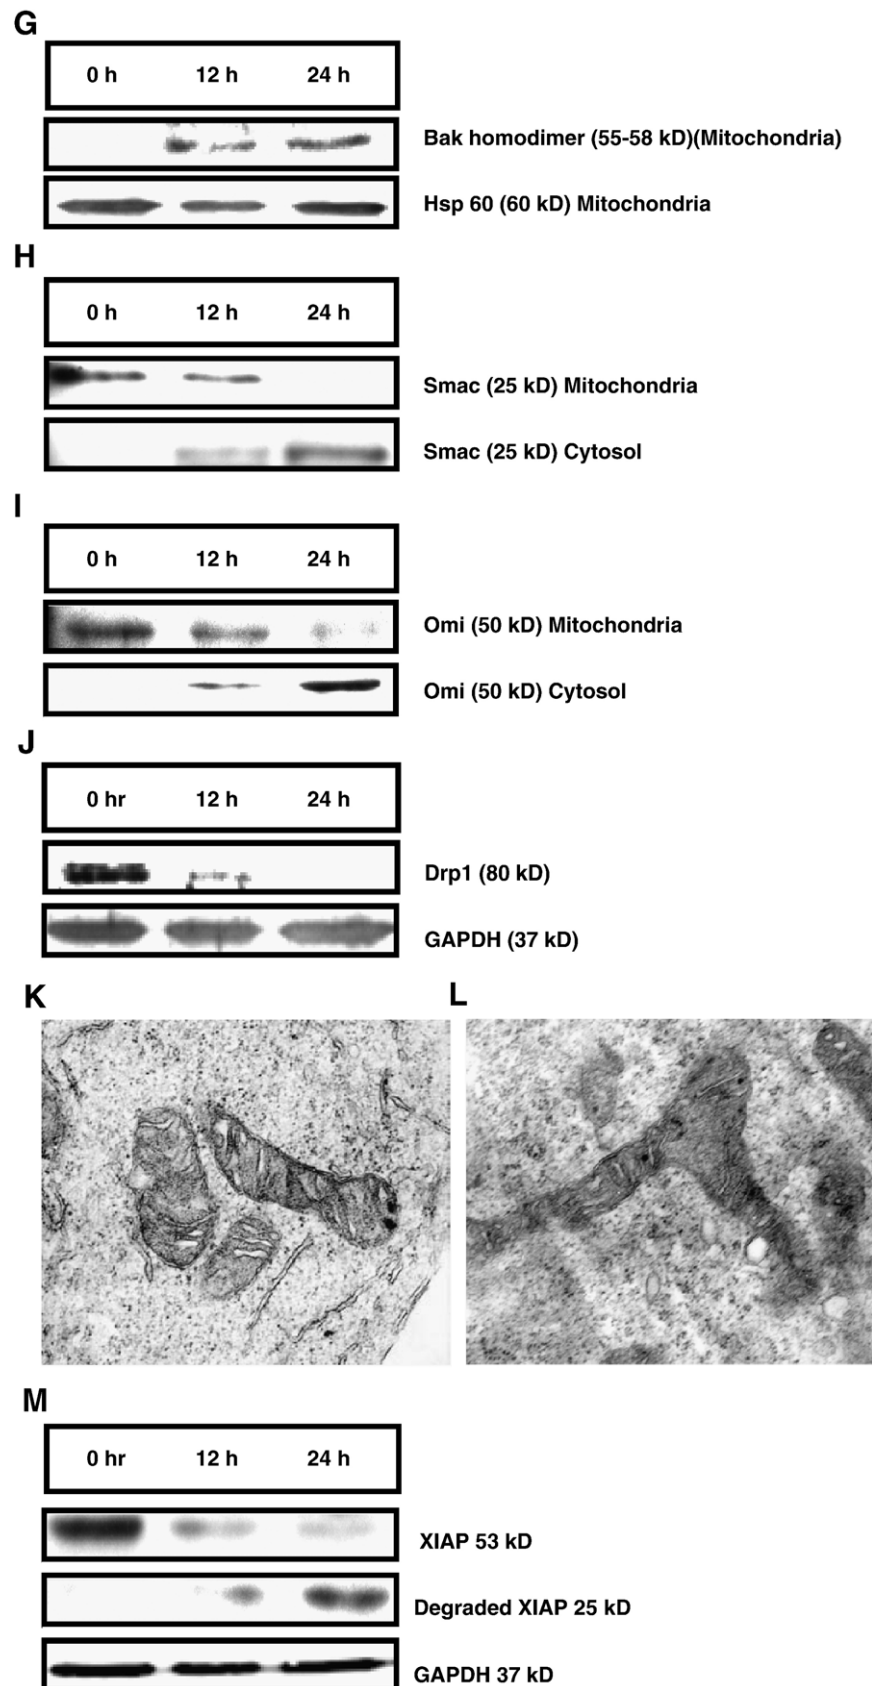 G
0 h 12 h 24 h
Bak homodimer (55-58 kD)(Mitochondria)
Hsp 60 (60 kD) Mitochondria
H
0 h 12 h 24 h
Smac (25 kD) Mitochondria
Smac (25 kD) Cytosol
I
0 h 12 h 24 h
Omi (50 kD) Mitochondria
Omi (50 kD) Cytosol
J
0 hr 12 h 24 h
Drp1 (80 kD)
GAPDH (37 kD)
K L
M
0 hr 12 h 24 h
XIAP 53 kD
Degraded XIAP 25 kD
GAPDH 37 kD